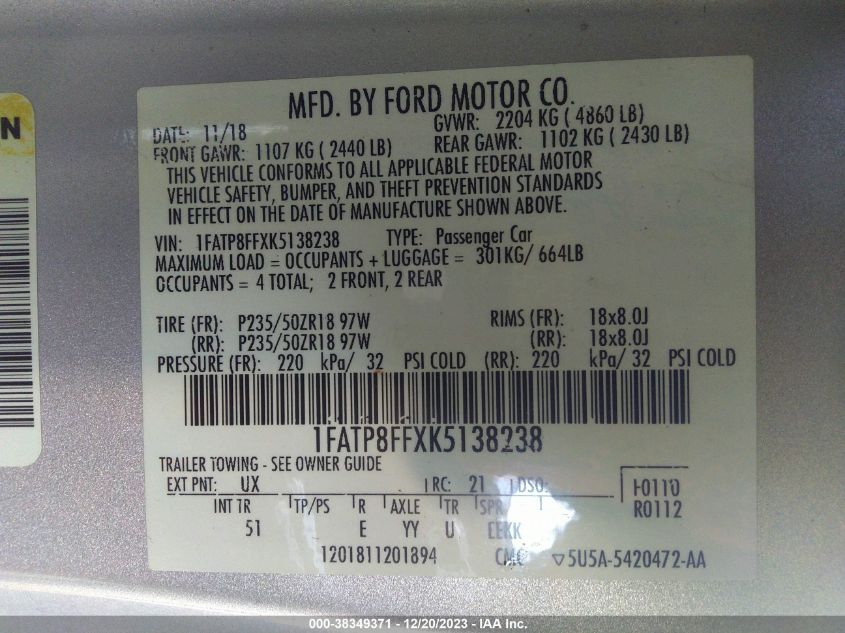 N
MFD. BY FORD MOTOR CO.
DATE: 11/18 GVWR: 2204 KG ( 4860 LB)
FRONT GAWR: 1107 KG ( 2440 LB) REAR GAWR: 1102 KG ( 2430 LB)
THIS VEHICLE CONFORMS TO ALL APPLICABLE FEDERAL MOTOR
VEHICLE SAFETY, BUMPER, AND THEFT PREVENTION STANDARDS
IN EFFECT ON THE DATE OF MANUFACTURE SHOWN ABOVE.
VIN: 1FATP8FFXK5138238 TYPE: Passenger Car
MAXIMUM LOAD = OCCUPANTS + LUGGAGE = 301KG/ 664LB
OCCUPANTS = 4 TOTAL; 2 FRONT, 2 REAR
TIRE (FR): P235/50ZR18 97W RIMS (FR): 18x8.0J
(RR): P235/50ZR18 97W (RR): 18x8.0J
PRESSURE (FR): 220 kPa/ 32 PSI COLD (RR): 220 kPa/ 32 PSI COLD
1FATP8FFXK5138238
TRAILER TOWING - SEE OWNER GUIDE
EXT PNT: UX RC: 21 DSO: F0110
INT TR TP/PS R AXLE TR SPR R0112
51 E YY U EEKK
1201811201894 CMC ▽5U5A-5420472-AA
000-38349371 - 12/20/2023 - IAA Inc.